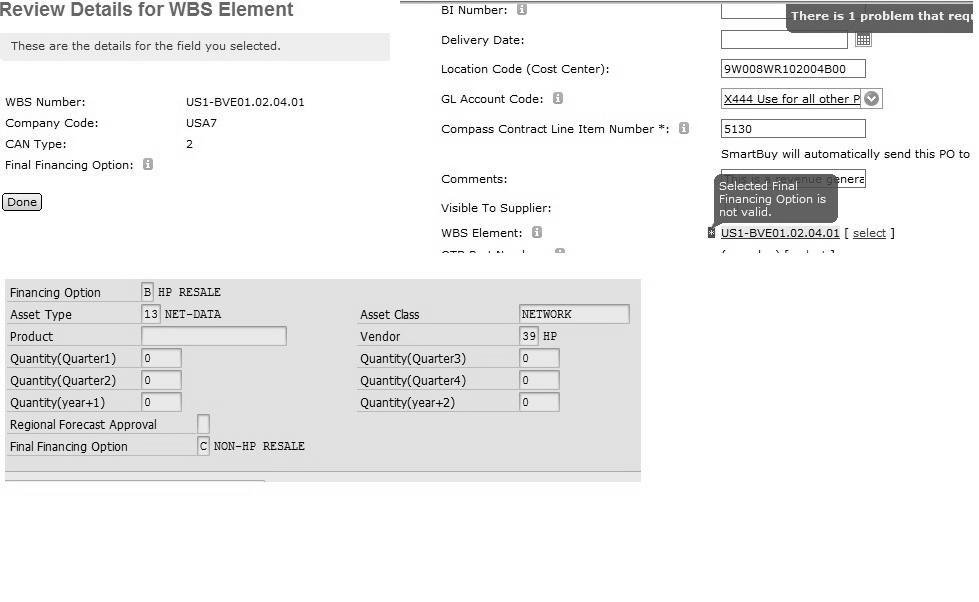 Review Details for WBS Element
These are the details for the field you selected.
WBS Number: US1-BVE01.02.04.01
Company Code: USA7
CAN Type: 2
Final Financing Option:
Done
BI Number:
There is 1 problem that requ
Delivery Date:
Location Code (Cost Center): 9W008WR102004B00
GL Account Code: X444 Use for all other P
Compass Contract Line Item Number *: 5130
SmartBuy will automatically send this PO to
Comments: This is a revenue genera
Selected Final
Financing Option is
not valid.
Visible To Supplier:
WBS Element: * US1-BVE01.02.04.01 [ select ]
Financing Option B HP RESALE
Asset Type 13 NET-DATA Asset Class NETWORK
Product Vendor 39 HP
Quantity(Quarter1) 0 Quantity(Quarter3) 0
Quantity(Quarter2) 0 Quantity(Quarter4) 0
Quantity(year+1) 0 Quantity(year+2) 0
Regional Forecast Approval
Final Financing Option C NON-HP RESALE